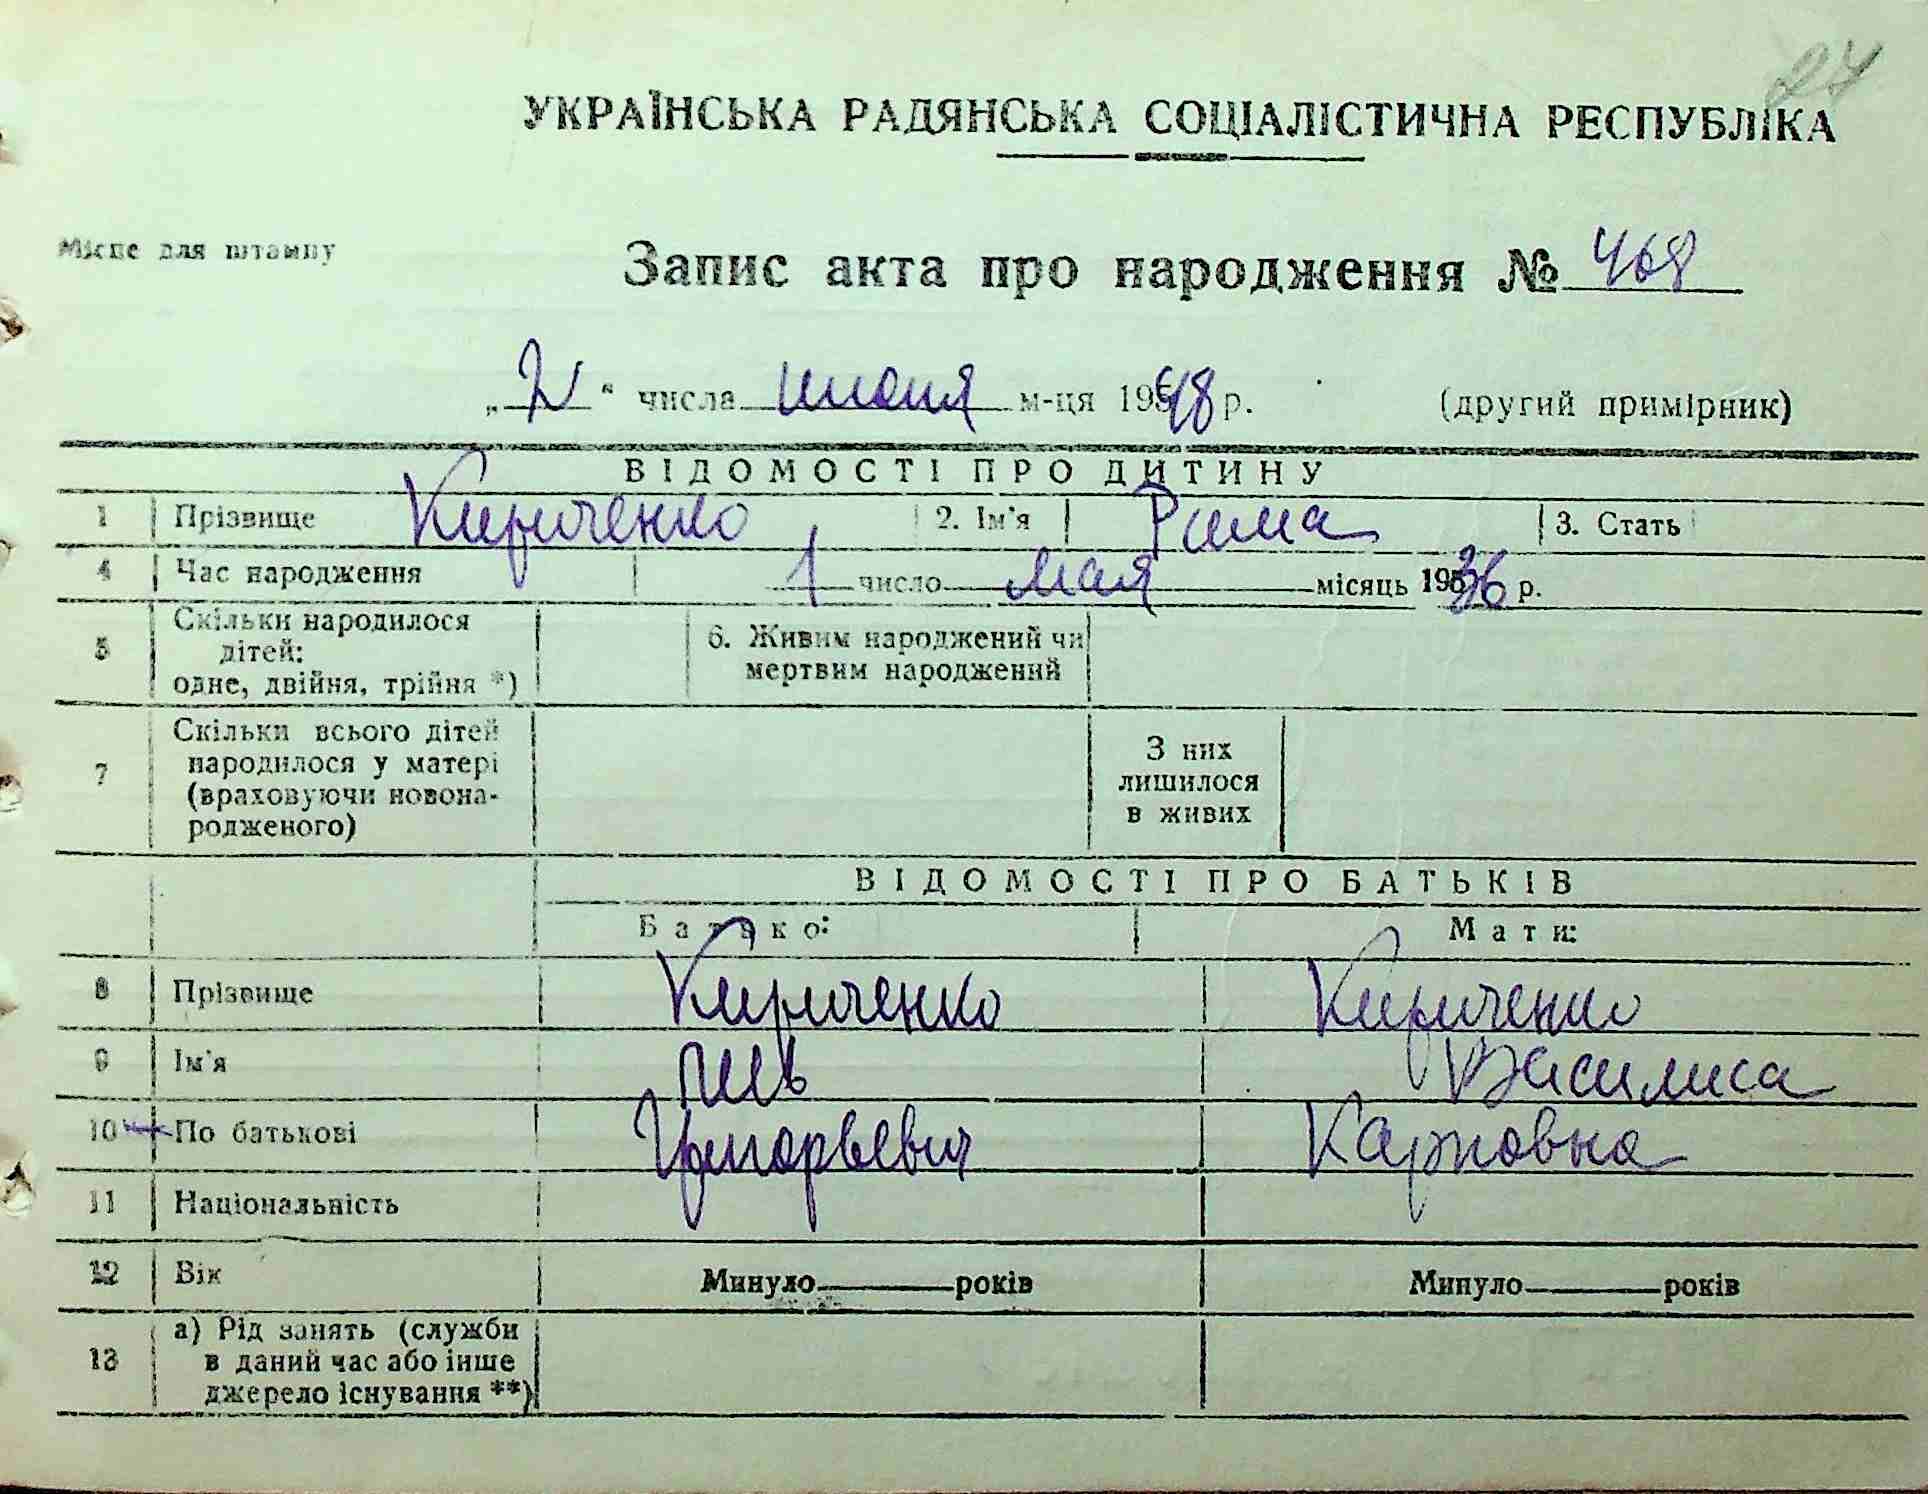 27
УКРАЇНСЬКА РАДЯНСЬКА СОЦІАЛІСТИЧНА РЕСПУБЛІКА
Місце для штампу
Запис акта про народження № 468
„ “ числа июня м-ця 1948 р. (другий примірник)
ВІДОМОСТІ ПРО ДИТИНУ
1 Прізвище Кириченко 2. Ім'я Рима 3. Стать
4 Час народження 1 число мая місяць 1936 р.
5 Скільки народилося дітей: одне, двійня, трійня *) 6. Живим народжений чи мертвим народжений
7 Скільки всього дітей народилося у матері (враховуючи новонародженого) З них лишилося в живих
ВІДОМОСТІ ПРО БАТЬКІВ
Батько: Мати:
8 Прізвище Кириченко Кириченко
9 Ім'я Лев Василиса
10 По батькові Григорьевич Карповна
11 Національність
12 Вік Минуло років Минуло років
13 а) Рід занять (служби в даний час або інше джерело існування **)